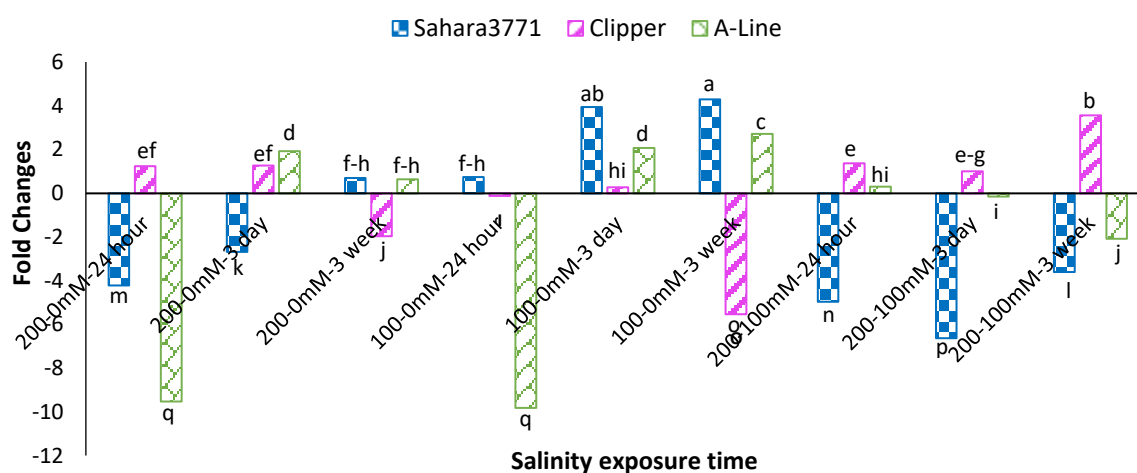 Sahara3771 Clipper A-Line
Fold Changes
6
4
2
0
-2
-4
-6
-8
-10
-12
m ef q
k ef d
f-h j f-h
f-h q
ab hi d
a c
n e hi
p e-g i
l b j
200-0mM-24 hour
200-0mM-3 day
200-0mM-3 week
100-0mM-24 hour
100-0mM-3 day
100-0mM-3 week
200-100mM-24 hour
200-100mM-3 day
200-100mM-3 week
Salinity exposure time